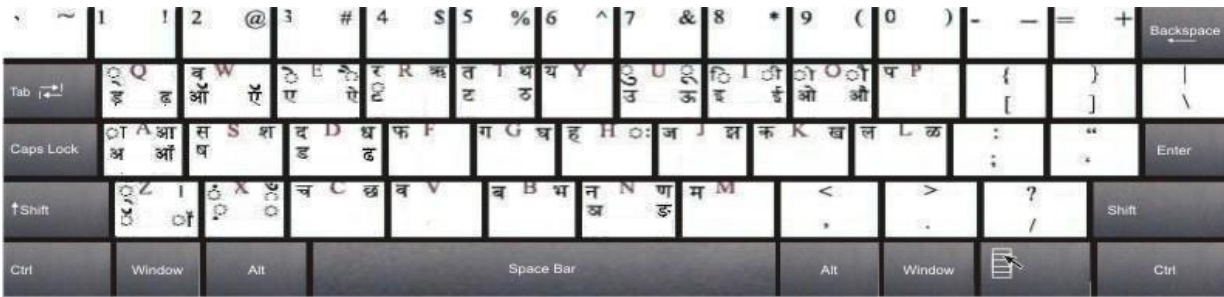 ` ~ 1 ! 2 @ 3 # 4 $ 5 % 6 ^ 7 & 8 * 9 ( 0 ) - _ = + Backspace
Tab ृ Q ड़ ढ़ व W ऑ ऍ े E ै ए ऐ र R ऋ त T थ ट ठ य Y ु U ू उ ऊ ि I ी इ ई ो O ौ ओ औ प P { [ } ] | \
Caps Lock ा A आ अ ऑ स S श ष द D ध ड ढ फ F ग G घ ह H ः ज J झ क K ख ल L ळ : ; “ ‘ Enter
↑Shift Z । ॅ ॉ X च C छ व V ब B भ न N ण ञ ङ म M < , > . ? / Shift
Ctrl Window Alt Space Bar Alt Window Ctrl